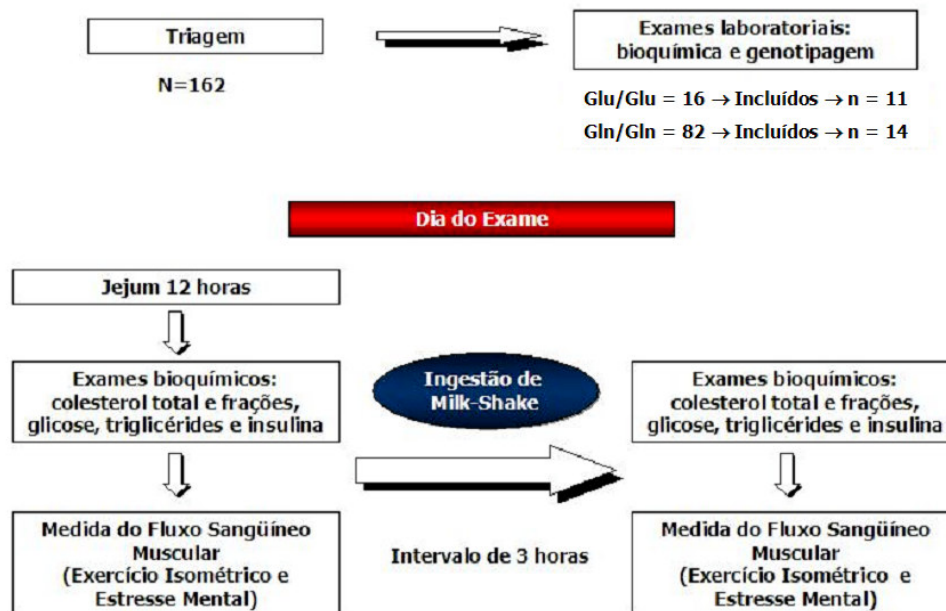 Triagem
N=162
Exames laboratoriais:
bioquímica e genotipagem
Glu/Glu = 16 → Incluídos → n = 11
Gln/Gln = 82 → Incluídos → n = 14
Dia do Exame
Jejum 12 horas
Exames bioquímicos:
colesterol total e frações,
glicose, triglicérides e insulina
Medida do Fluxo Sangüíneo
Muscular
(Exercício Isométrico e
Estresse Mental)
Ingestão de
Milk-Shake
Intervalo de 3 horas
Exames bioquímicos:
colesterol total e frações,
glicose, triglicérides e insulina
Medida do Fluxo Sangüíneo
Muscular
(Exercício Isométrico e
Estresse Mental)